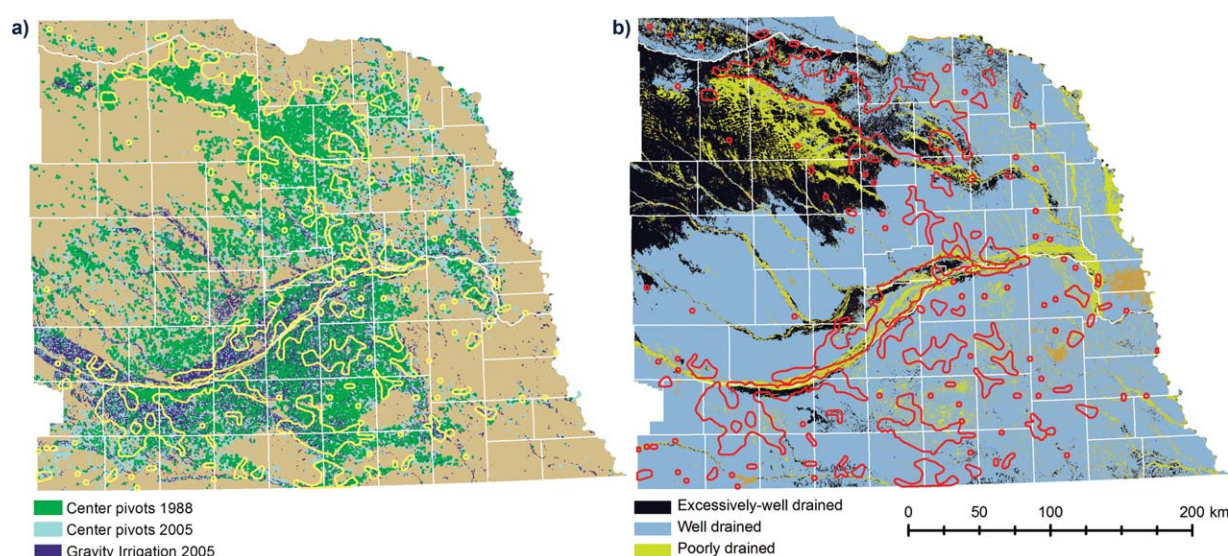 a)
b)
Center pivots 1988
Center pivots 2005
Gravity Irrigation 2005
Excessively-well drained
Well drained
Poorly drained
0 50 100 200 km